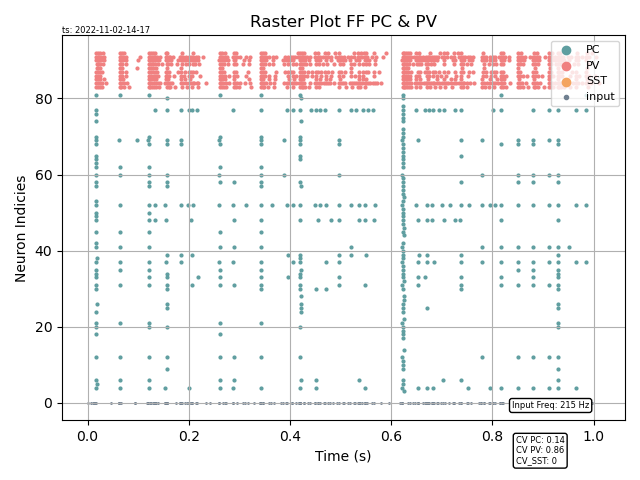 Raster Plot FF PC & PV
ts: 2022-11-02-14-17
PC
PV
SST
input
80
60
40
20
0
Neuron Indicies
Input Freq: 215 Hz
0.0 0.2 0.4 0.6 0.8 1.0
Time (s)
CV PC: 0.14
CV PV: 0.86
CV_SST: 0